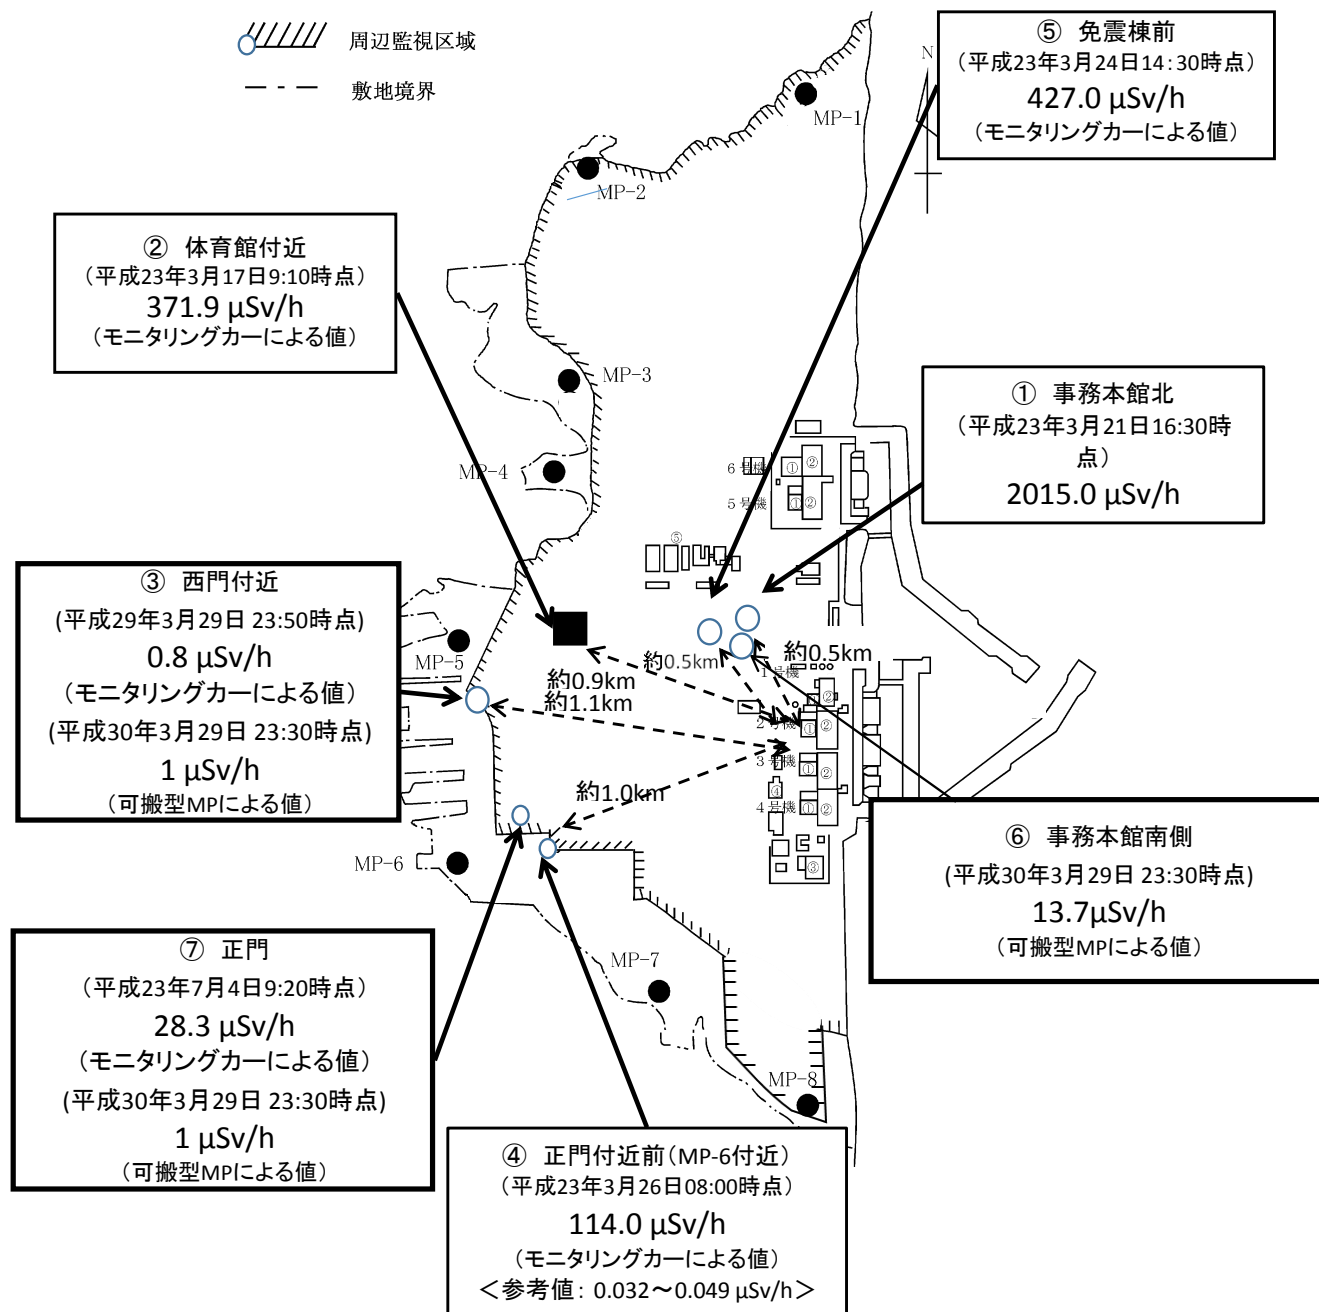 周辺監視区域
敷地境界
⑤ 免震棟前
(平成23年3月24日14:30時点)
427.0 μSv/h
(モニタリングカーによる値)
N
MP-1
MP-2
② 体育館付近
(平成23年3月17日9:10時点)
371.9 μSv/h
(モニタリングカーによる値)
MP-3
MP-4
① 事務本館北
(平成23年3月21日16:30時
点)
2015.0 μSv/h
6号機
①
②
5号機
①
②
⑤
③ 西門付近
(平成29年3月29日 23:50時点)
0.8 μSv/h
(モニタリングカーによる値)
(平成30年3月29日 23:30時点)
1 μSv/h
(可搬型MPによる値)
MP-5
約0.5km
約0.5km
約0.9km
約1.1km
約1.0km
1号機
②
2号機
①
②
3号機
①
②
④
4号機
①
②
③
MP-6
⑥ 事務本館南側
(平成30年3月29日 23:30時点)
13.7μSv/h
(可搬型MPによる値)
⑦ 正門
(平成23年7月4日9:20時点)
28.3 μSv/h
(モニタリングカーによる値)
(平成30年3月29日 23:30時点)
1 μSv/h
(可搬型MPによる値)
MP-7
MP-8
④ 正門付近前(MP-6付近)
(平成23年3月26日08:00時点)
114.0 μSv/h
(モニタリングカーによる値)
<参考値: 0.032～0.049 μSv/h>